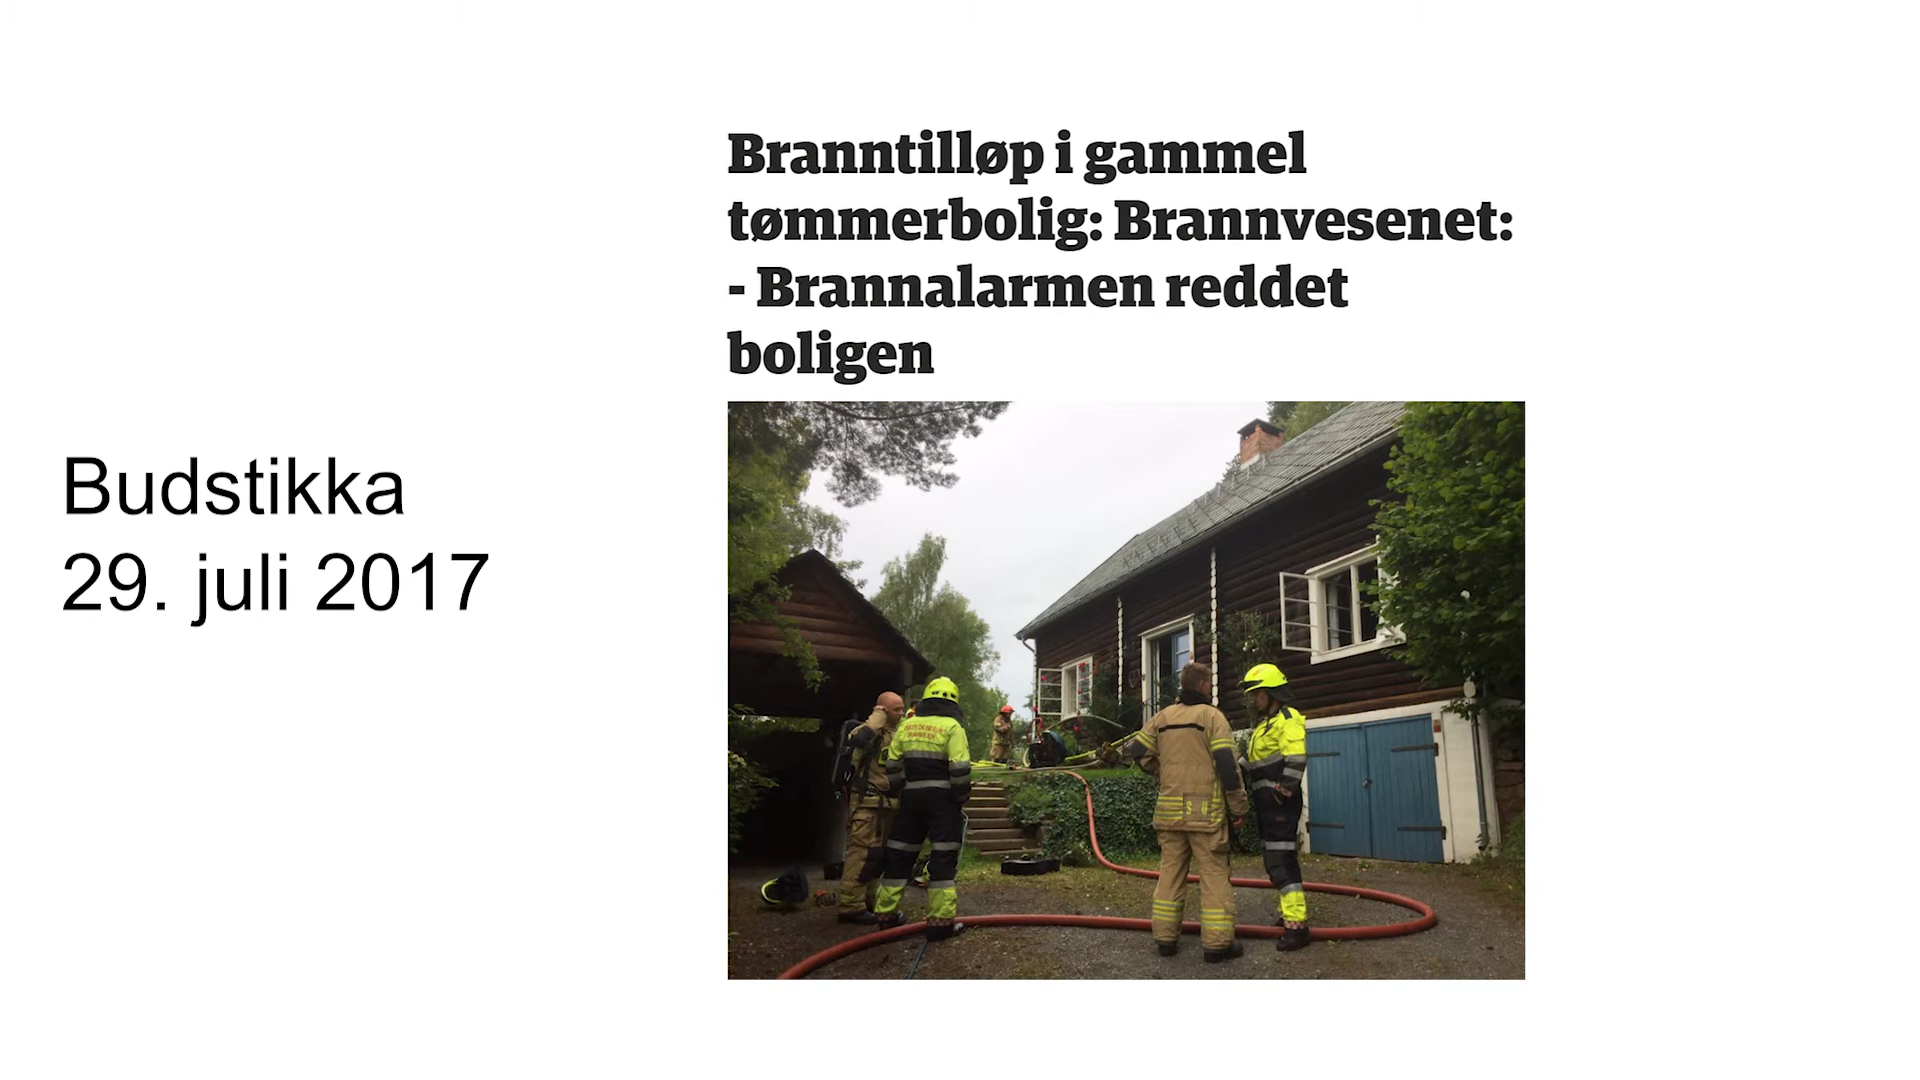 Branntilløp i gammel
tømmerbolig: Brannvesenet:
- Brannalarmen reddet
boligen
Budstikka
29. juli 2017